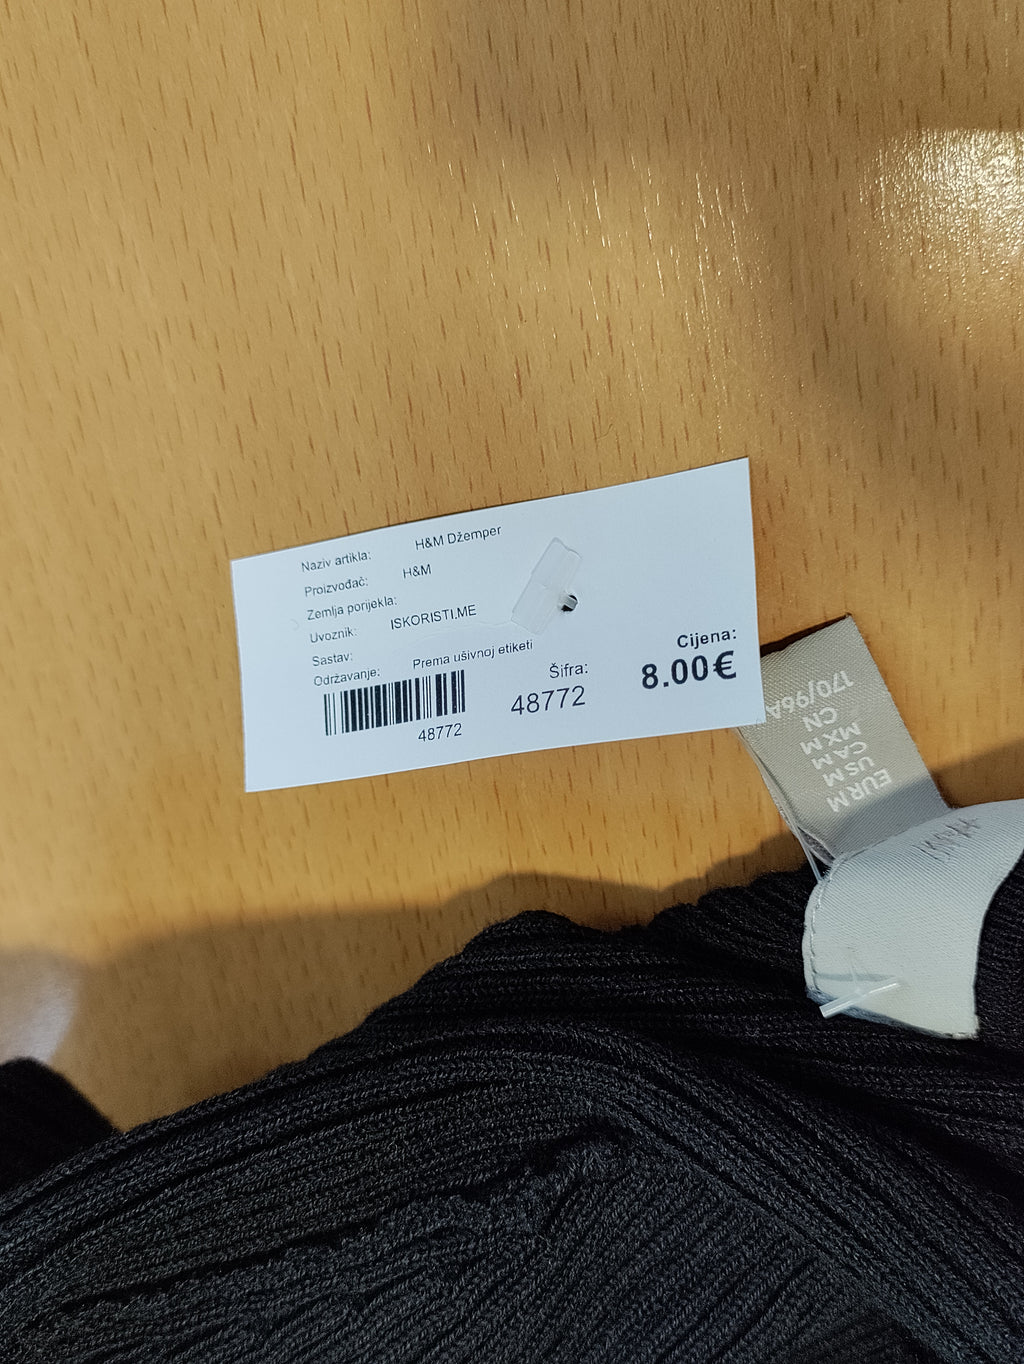 Naziv artikla: H&M Džemper
Proizvođač: H&M
Zemlja porijekla:
Uvoznik: ISKORISTI.ME
Sastav:
Održavanje: Prema ušivnoj etiketi
48772
Šifra:
48772
Cijena:
8.00€
EUR M
US M
CA M
MX M
CN
170/96A